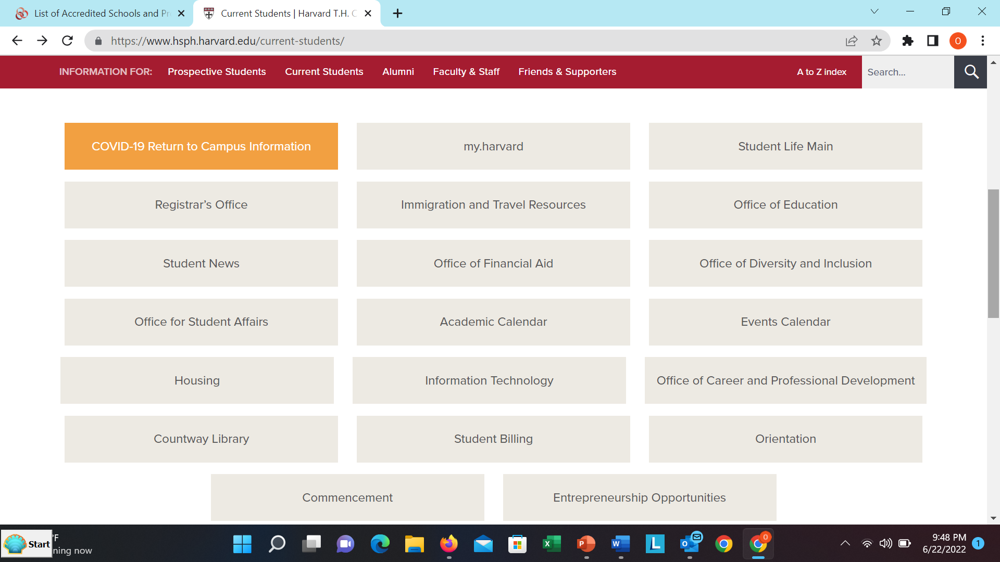 List of Accredited Schools and Pr
Current Students | Harvard T.H. C
https://www.hsph.harvard.edu/current-students/
O
INFORMATION FOR: Prospective Students Current Students Alumni Faculty & Staff Friends & Supporters A to Z index Search...
COVID-19 Return to Campus Information my.harvard Student Life Main
Registrar’s Office Immigration and Travel Resources Office of Education
Student News Office of Financial Aid Office of Diversity and Inclusion
Office for Student Affairs Academic Calendar Events Calendar
Housing Information Technology Office of Career and Professional Development
Countway Library Student Billing Orientation
Commencement Entrepreneurship Opportunities
Start
°F
ning now
X
P
W
L
O
0
9:48 PM
6/22/2022
1